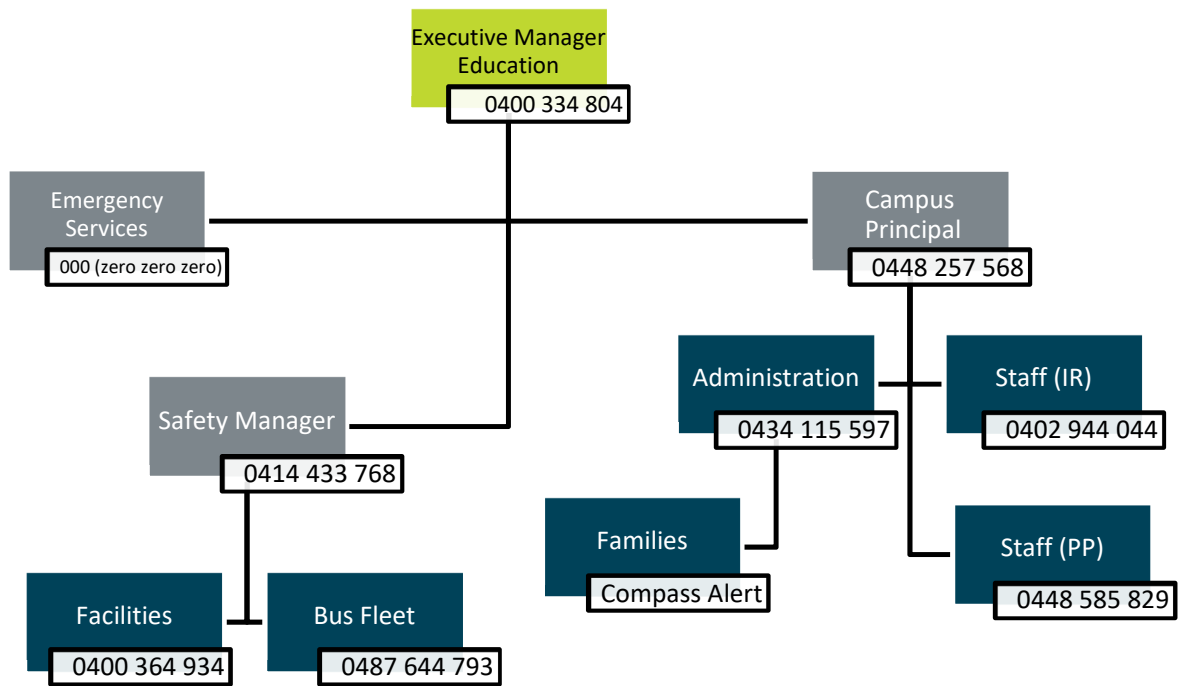 Executive Manager
Education
0400 334 804
Emergency
Services
000 (zero zero zero)
Campus
Principal
0448 257 568
Safety Manager
0414 433 768
Administration
0434 115 597
Staff (IR)
0402 944 044
Families
Compass Alert
Staff (PP)
0448 585 829
Facilities
0400 364 934
Bus Fleet
0487 644 793